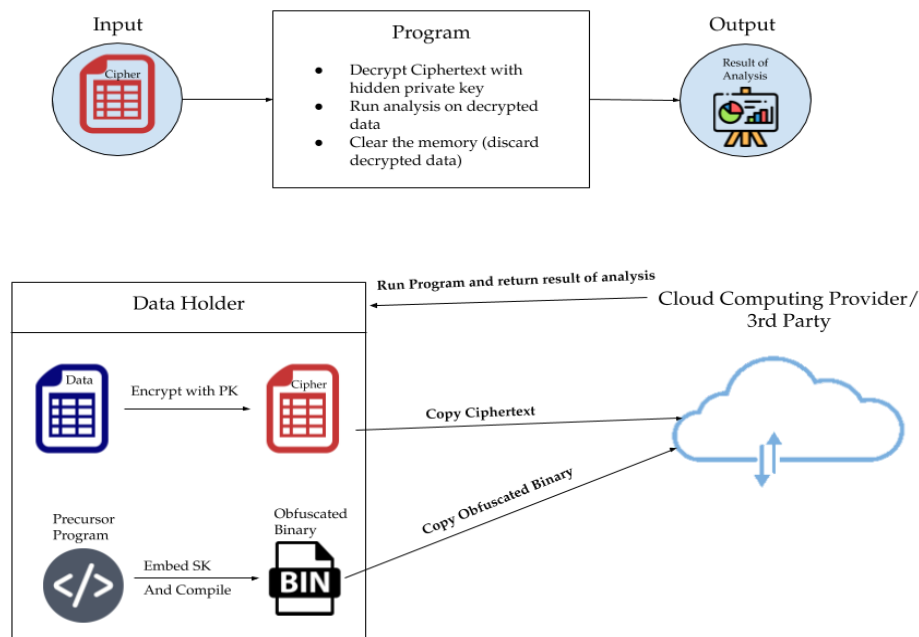 Input
Program
Output
Cipher
● Decrypt Ciphertext with
hidden private key
● Run analysis on decrypted
data
● Clear the memory (discard
decrypted data)
Result of
Analysis
Run Program and return result of analysis
Data Holder
Cloud Computing Provider/
3rd Party
Data
Encrypt with PK
Cipher
Copy Ciphertext
Copy Obfuscated Binary
Precursor
Program
</>
Embed SK
And Compile
Obfuscated
Binary
BIN